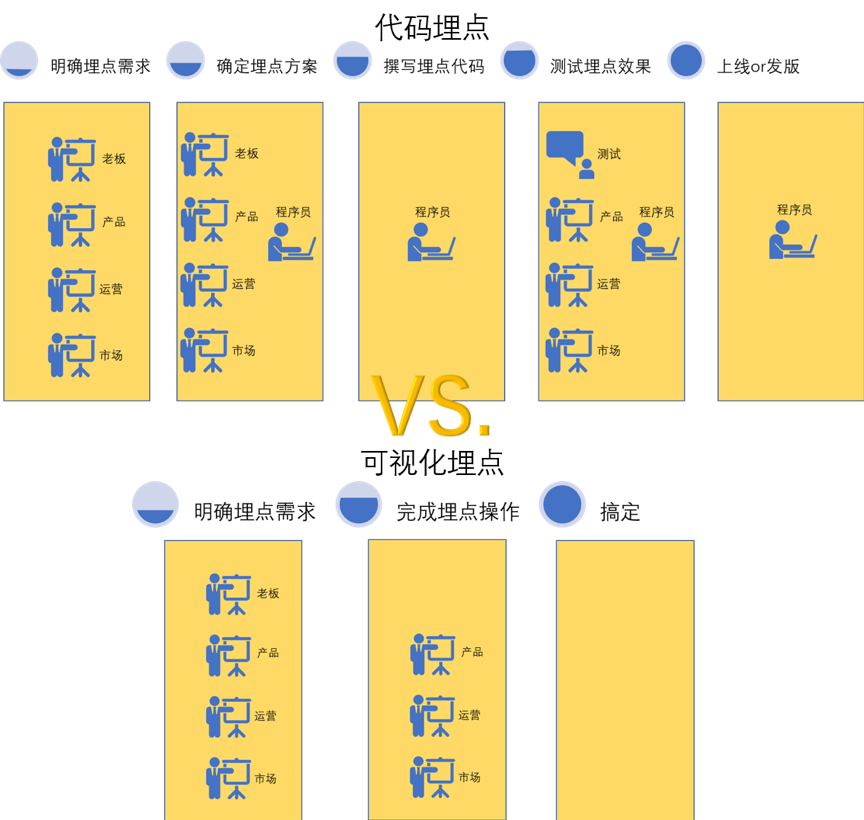 代码埋点
明确埋点需求 确定埋点方案 撰写埋点代码 测试埋点效果 上线or发版
老板
产品
运营
市场
老板
产品
程序员
运营
市场
程序员
测试
产品
程序员
运营
市场
程序员
VS.
可视化埋点
明确埋点需求 完成埋点操作 搞定
老板
产品
运营
市场
产品
运营
市场